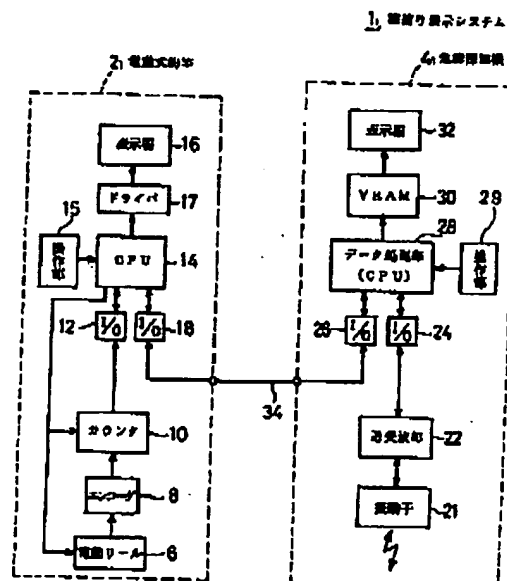 1
表示システム
2 電動式釣竿
4 魚群探知機
表示器
16
ドライバ
17
15
操作部
CPU
14
12
I/O
I/O
18
カウンタ
10
エンコーダ
8
電動リール
6
表示器
32
VRAM
30
28
29
操作部
データ処理部
(CPU)
26
I/O
I/O
24
34
送受波部
22
振動子
21